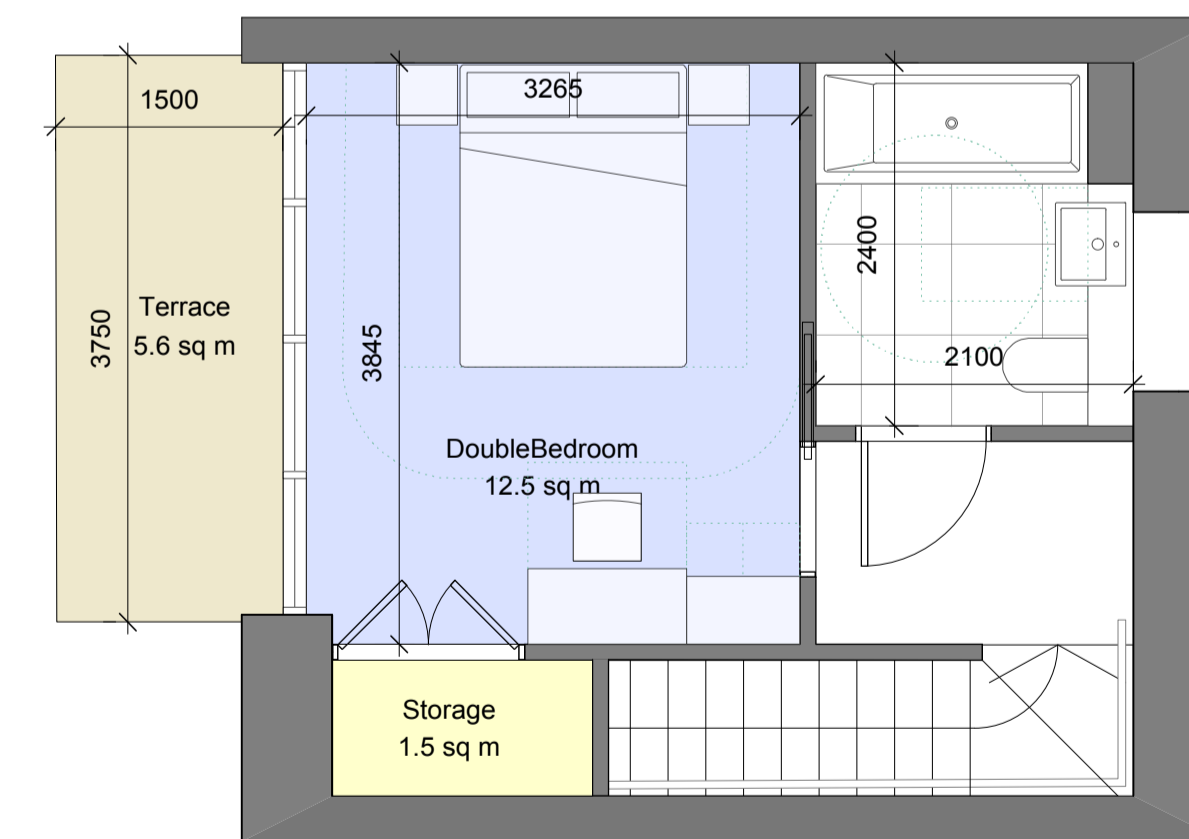 1500
3265
3750
Terrace
5.6 sq m
3845
2400
2100
DoubleBedroom
12.5 sq m
Storage
1.5 sq m